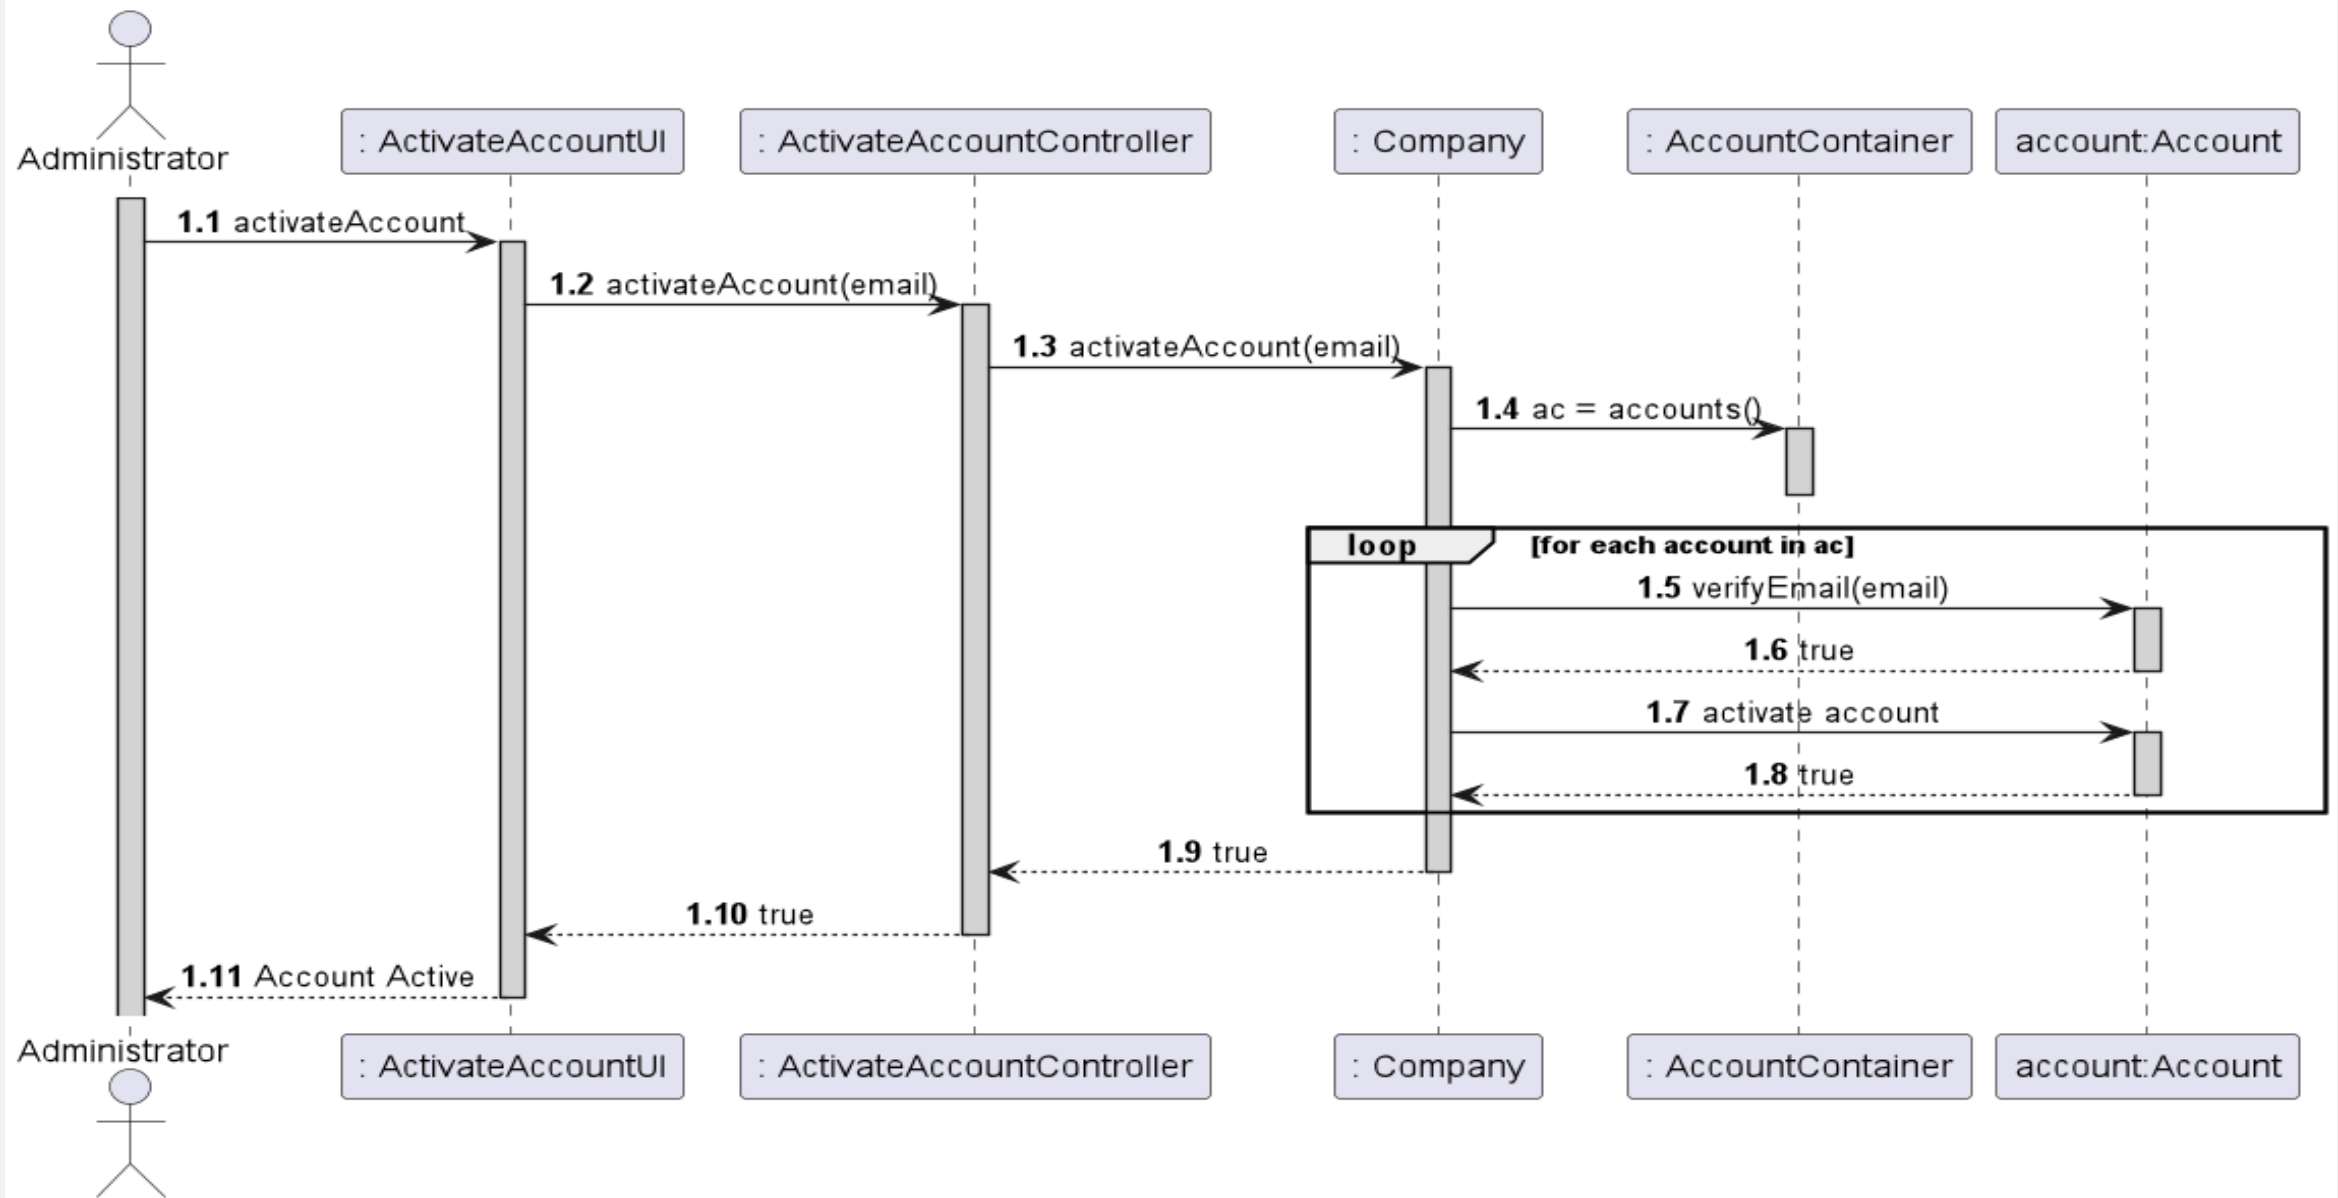 Administrator
: ActivateAccountUI
: ActivateAccountController
: Company
: AccountContainer
account:Account
1.1 activateAccount
1.2 activateAccount(email)
1.3 activateAccount(email)
1.4 ac = accounts()
loop [for each account in ac]
1.5 verifyEmail(email)
1.6 true
1.7 activate account
1.8 true
1.9 true
1.10 true
1.11 Account Active
Administrator
: ActivateAccountUI
: ActivateAccountController
: Company
: AccountContainer
account:Account